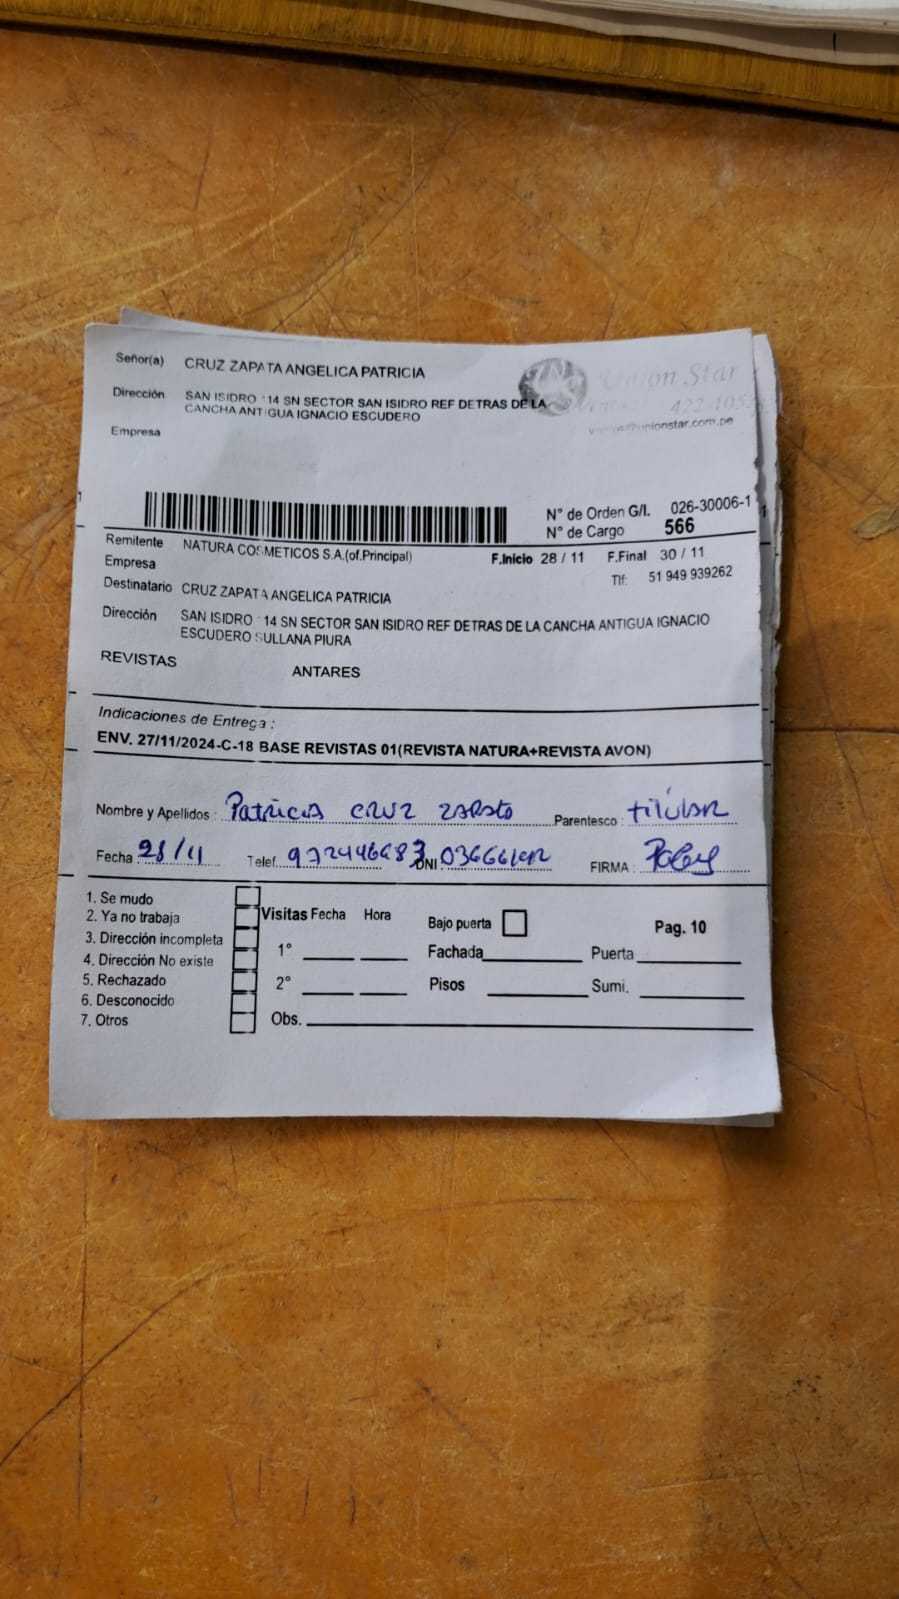 Señor(a) CRUZ ZAPATA ANGELICA PATRICIA
Union Star
Dirección SAN ISIDRO 14 SN SECTOR SAN ISIDRO REF DETRAS DE LA
CANCHA ANTIGUA IGNACIO ESCUDERO
422-105
Empresa
unionstar.com.pe
N° de Orden G/I. 026-30006-1
N° de Cargo 566
Remitente NATURA COSMETICOS S.A.(of.Principal) F.Inicio 28 / 11 F.Final 30 / 11
Empresa
Tlf: 51 949 939262
Destinatario CRUZ ZAPATA ANGELICA PATRICIA
Dirección SAN ISIDRO 14 SN SECTOR SAN ISIDRO REF DETRAS DE LA CANCHA ANTIGUA IGNACIO
ESCUDERO SULLANA PIURA
REVISTAS ANTARES
Indicaciones de Entrega :
ENV. 27/11/2024-C-18 BASE REVISTAS 01(REVISTA NATURA+REVISTA AVON)
Nombre y Apellidos : Patricia CRUZ ZAPATA Parentesco : titular
Fecha : 28/11 Telef. 972446683 DNI FIRMA :
1. Se mudo
2. Ya no trabaja
3. Dirección incompleta
4. Dirección No existe
5. Rechazado
6. Desconocido
7. Otros
Visitas Fecha Hora Bajo puerta Pag. 10
1° Fachada Puerta
2° Pisos Sumi.
Obs.